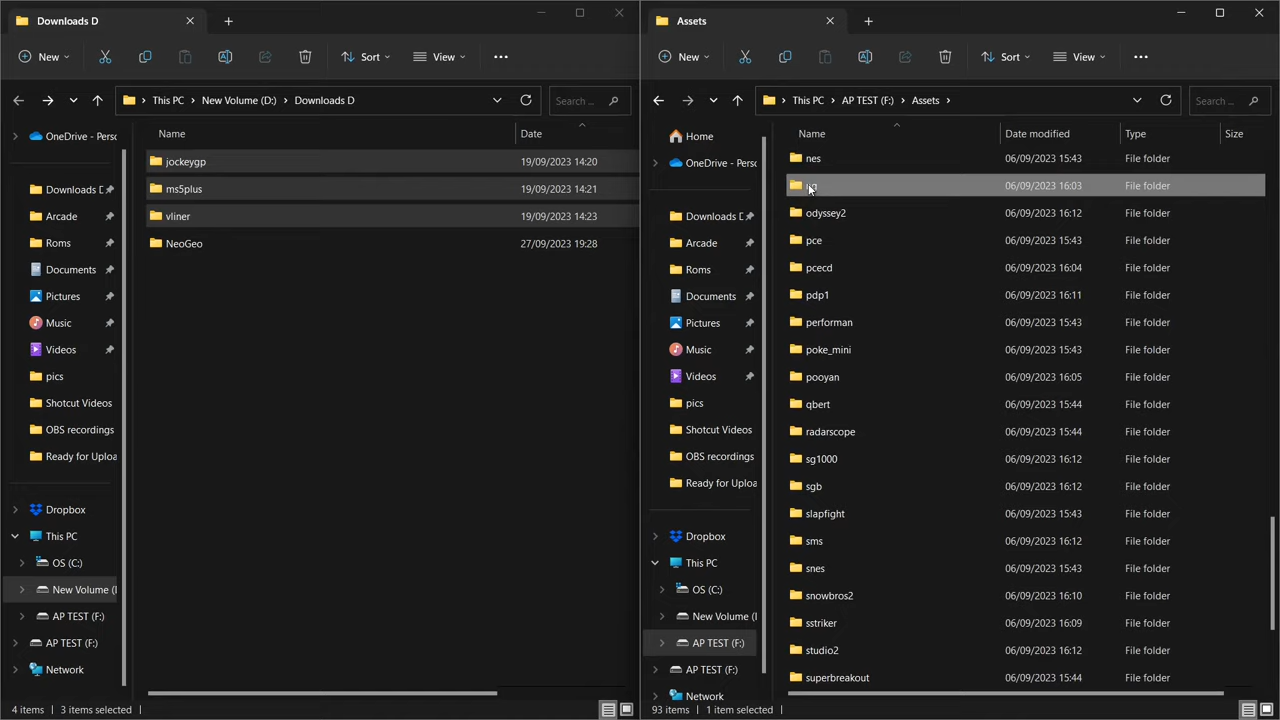 Downloads D
New
Sort
View
This PC
New Volume (D:)
Downloads D
Search ...
OneDrive - Persc
Downloads
Arcade
Roms
Documents
Pictures
Music
Videos
pics
Shotcut Videos
OBS recordings
Ready for Uploa
Dropbox
This PC
OS (C:)
New Volume (
AP TEST (F:)
AP TEST (F:)
Network
Name
Date
jockeygp
19/09/2023 14:20
ms5plus
19/09/2023 14:21
vliner
19/09/2023 14:23
NeoGeo
27/09/2023 19:28
4 items
3 items selected
Assets
New
Sort
View
This PC
AP TEST (F:)
Assets
Search ...
Home
OneDrive - Perso
Downloads
Arcade
Roms
Documents
Pictures
Music
Videos
pics
Shotcut Videos
OBS recordings
Ready for Uploa
Dropbox
This PC
OS (C:)
New Volume (
AP TEST (F:)
AP TEST (F:)
Network
Name Date modified Type Size
nes 06/09/2023 15:43 File folder
06/09/2023 16:03 File folder
odyssey2 06/09/2023 16:12 File folder
pce 06/09/2023 15:43 File folder
pcecd 06/09/2023 16:04 File folder
pdp1 06/09/2023 16:11 File folder
performan 06/09/2023 15:43 File folder
poke_mini 06/09/2023 15:43 File folder
pooyan 06/09/2023 16:05 File folder
qbert 06/09/2023 15:44 File folder
radarscope 06/09/2023 15:44 File folder
sg1000 06/09/2023 16:12 File folder
sgb 06/09/2023 16:12 File folder
slapfight 06/09/2023 15:43 File folder
sms 06/09/2023 16:12 File folder
snes 06/09/2023 15:43 File folder
snowbros2 06/09/2023 16:10 File folder
sstriker 06/09/2023 16:09 File folder
studio2 06/09/2023 16:12 File folder
superbreakout 06/09/2023 15:44 File folder
93 items
1 item selected